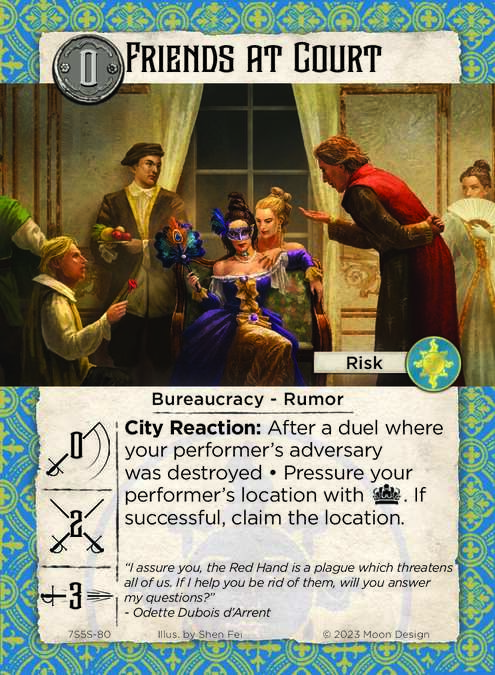 0
FRIENDS AT COURT
Risk
Bureaucracy - Rumor
City Reaction: After a duel where
your performer's adversary
was destroyed • Pressure your
performer's location with . If
successful, claim the location.
0
2
+3
"I assure you, the Red Hand is a plague which threatens
all of us. If I help you be rid of them, will you answer
my questions?"
- Odette Dubois d'Arrent
7S5S-80 Illus. by Shen Fei © 2023 Moon Design